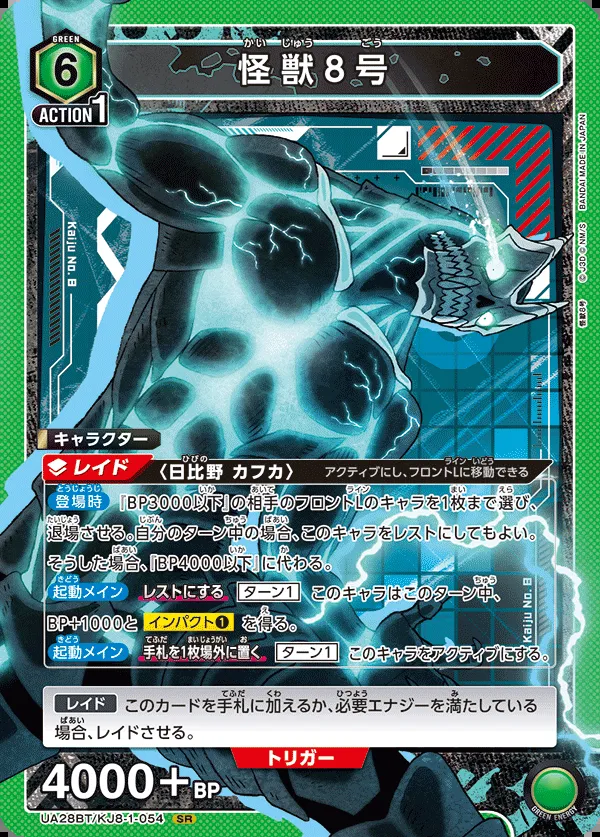 GREEN
6
ACTION 1
かい じゅう ごう
怪獣8号
Kaiju No. 8
© J3D © NM/S BANDAI MADE IN JAPAN
怪獣8号
キャラクター
レイド 〈日比野 カフカ〉 アクティブにし、フロントLに移動できる
登場時 『BP3000以下』の相手のフロントLのキャラを1枚まで選び、
退場させる。自分のターン中の場合、このキャラをレストにしてもよい。
そうした場合、『BP4000以下』に代わる。
起動メイン レストにする ターン1 このキャラはこのターン中、
BP+1000と インパクト❶ を得る。
起動メイン 手札を1枚場外に置く ターン1 このキャラをアクティブにする。
Kaiju No. 8
レイド このカードを手札に加えるか、必要エナジーを満たしている
場合、レイドさせる。
トリガー
4000+BP
UA28BT/KJ8-1-054 SR
GREEN ENERGY